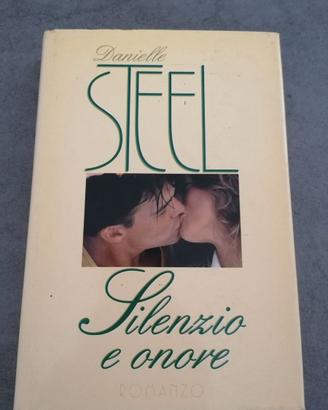 Danielle
STEEL
Silenzio
e onore
ROMANZO